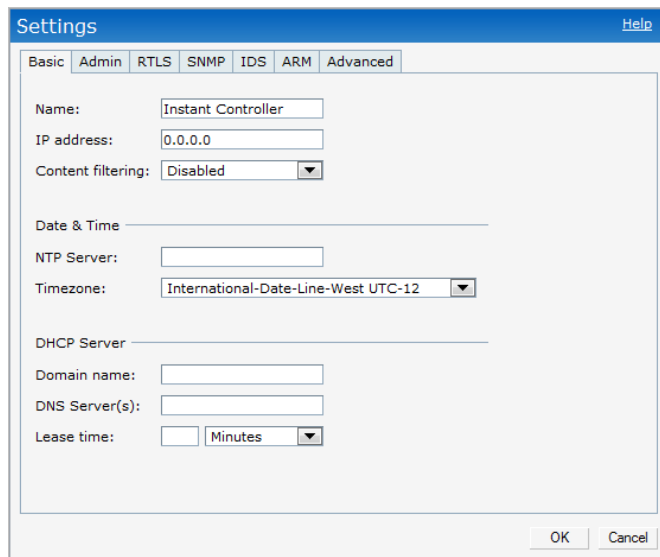 Settings Help
Basic Admin RTLS SNMP IDS ARM Advanced
Name: Instant Controller
IP address: 0.0.0.0
Content filtering: Disabled
Date & Time
NTP Server:
Timezone: International-Date-Line-West UTC-12
DHCP Server
Domain name:
DNS Server(s):
Lease time: Minutes
OK Cancel